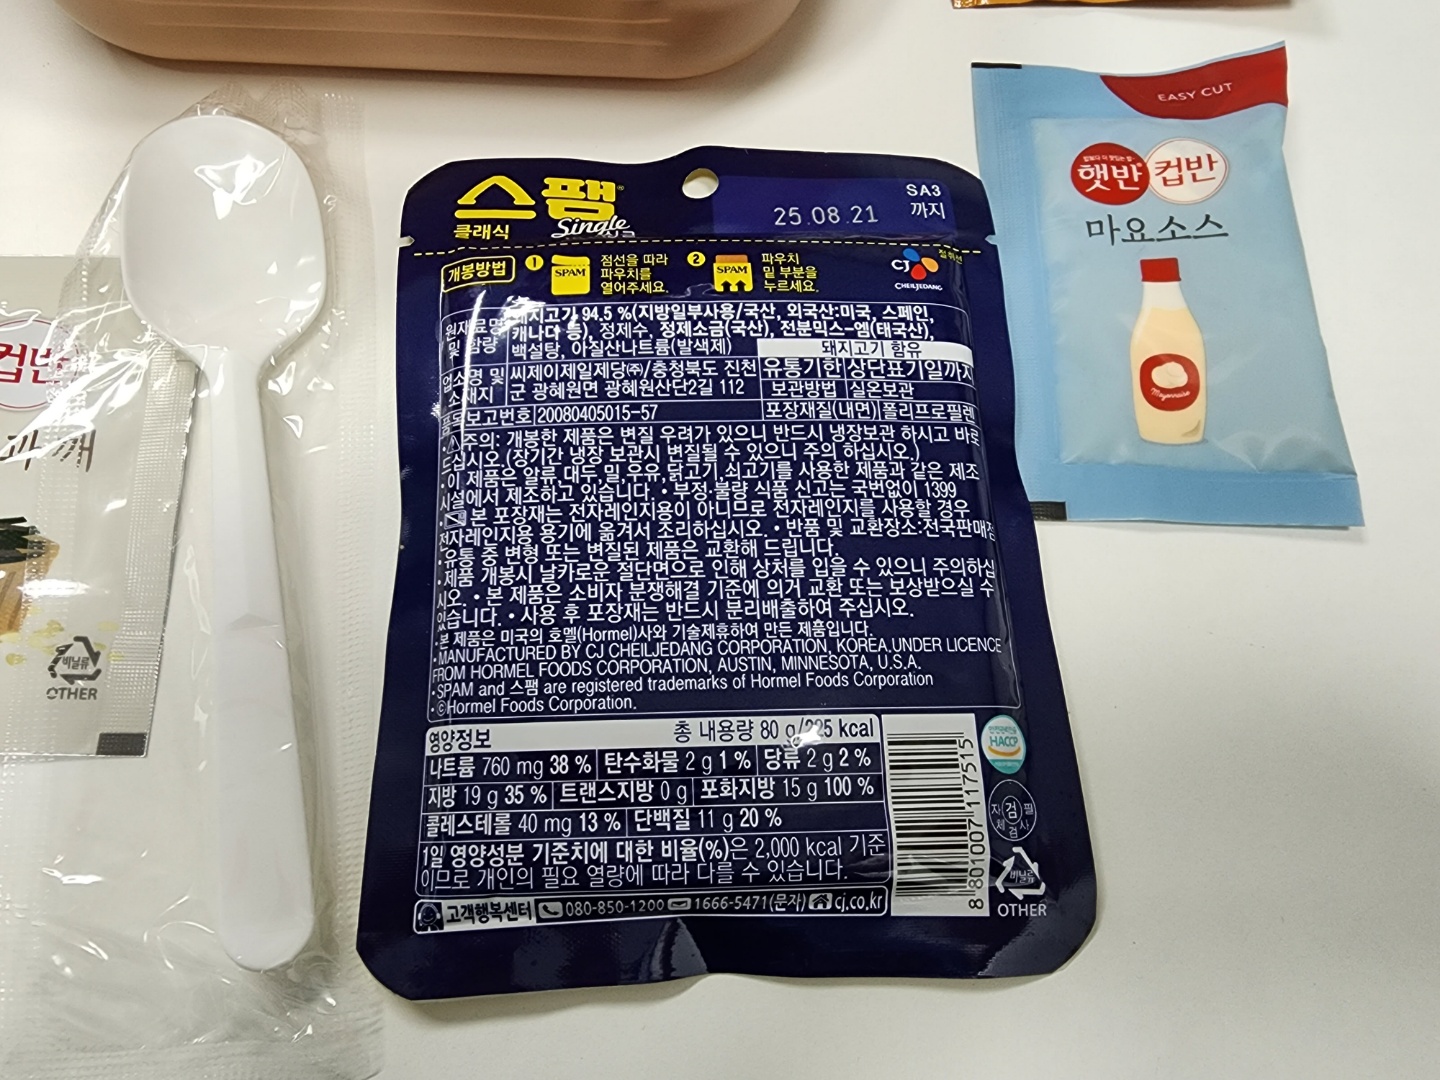 EASY CUT
햇반 컵반
마요소스
Mayonnaise
스팸
클래식
Single
25.08.21
SA3
까지
절취선
개봉방법
1
SPAM
점선을 따라
파우치를
열어주세요.
2
SPAM
파우치
밑 부분을
누르세요.
CJ
CHEILJEDANG
원재료명 및 함량
돼지고기 94.5 %(지방일부사용/국산, 외국산:미국, 스페인,
캐나다 등), 정제수, 정제소금(국산), 전분믹스-엠(태국산),
백설탕, 아질산나트륨(발색제)
돼지고기 함유
업소명 및 소재지
씨제이제일제당㈜/충청북도 진천
군 광혜원면 광혜원산단2길 112
유통기한 상단표기일까지
보관방법 실온보관
품목보고번호 20080405015-57
포장재질(내면) 폴리프로필렌
주의: 개봉한 제품은 변질 우려가 있으니 반드시 냉장보관 하시고 바로
드십시오.(장기간 냉장 보관시 변질될 수 있으니 주의 하십시오.)
•이 제품은 알류,대두,밀,우유,닭고기,쇠고기를 사용한 제품과 같은 제조
시설에서 제조하고 있습니다. •부정·불량 식품 신고는 국번없이 1399
본 포장재는 전자레인지용이 아니므로 전자레인지를 사용할 경우
전자레인지용 용기에 옮겨서 조리하십시오. •반품 및 교환장소:전국판매점
•유통 중 변형 또는 변질된 제품은 교환해 드립니다.
•제품 개봉시 날카로운 절단면으로 인해 상처를 입을 수 있으니 주의하십
시오. •본 제품은 소비자 분쟁해결 기준에 의거 교환 또는 보상받으실 수
있습니다. •사용 후 포장재는 반드시 분리배출하여 주십시오.
•본 제품은 미국의 호멜(Hormel)사와 기술제휴하여 만든 제품입니다.
•MANUFACTURED BY CJ CHEILJEDANG CORPORATION, KOREA.UNDER LICENCE
FROM HORMEL FOODS CORPORATION, AUSTIN, MINNESOTA, U.S.A.
•SPAM and 스팸 are registered trademarks of Hormel Foods Corporation
•©Hormel Foods Corporation.
영양정보 총 내용량 80 g/225 kcal
나트륨 760 mg 38 % 탄수화물 2 g 1 % 당류 2 g 2 %
지방 19 g 35 % 트랜스지방 0 g 포화지방 15 g 100 %
콜레스테롤 40 mg 13 % 단백질 11 g 20 %
1일 영양성분 기준치에 대한 비율(%)은 2,000 kcal 기준
이므로 개인의 필요 열량에 따라 다를 수 있습니다.
고객행복센터 080-850-1200 1666-5471(문자) cj.co.kr
8 801007 117515
HACCP
자체 검 필
검사
비닐류
OTHER
컵반
비닐류
OTHER